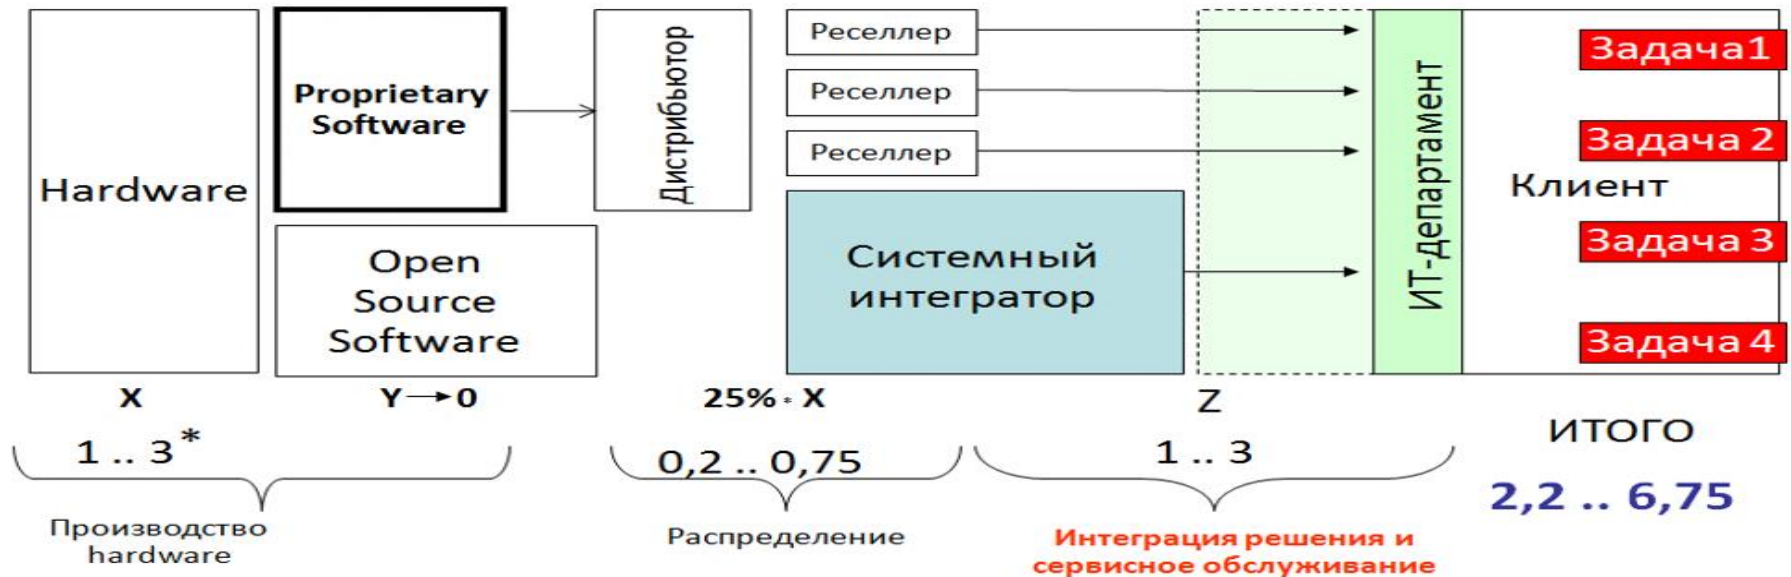 Hardware
Proprietary
Software
Open
Source
Software
Дистрибьютор
Реселлер
Реселлер
Реселлер
Системный
интегратор
ИТ-департамент
Клиент
Задача1
Задача 2
Задача 3
Задача 4
X
Y→0
25% * X
Z
1 .. 3*
0,2 .. 0,75
1 .. 3
ИТОГО
2,2 .. 6,75
Производство
hardware
Распределение
Интеграция решения и
сервисное обслуживание